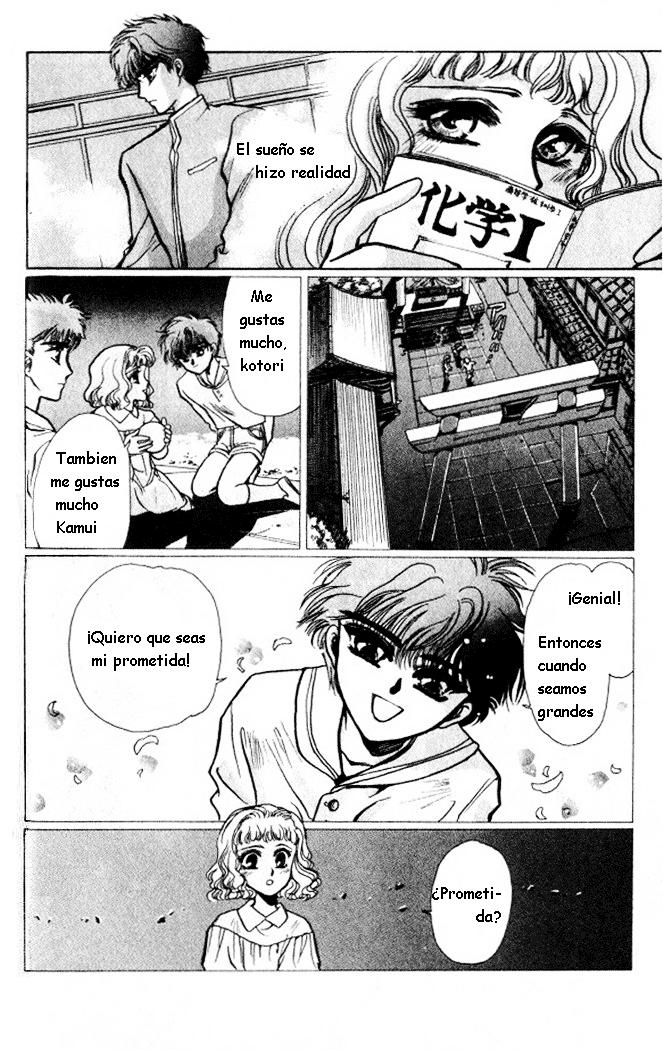 El sueño se
hizo realidad
化学I
Me
gustas
mucho,
kotori
Tambien
me gustas
mucho
Kamui
¡Genial!
Entonces
cuando
seamos
grandes
¡Quiero que seas
mi prometida!
¿Prometi-
da?